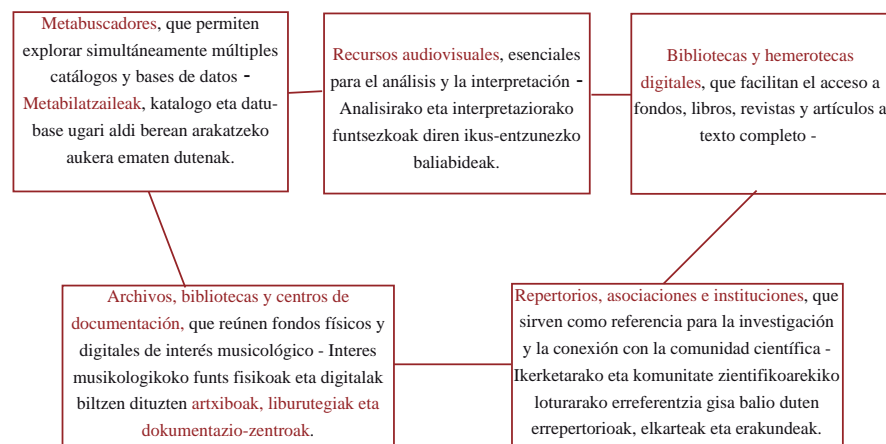 Metabuscadores, que permiten
explorar simultáneamente múltiples
catálogos y bases de datos -
Metabilatzaileak, katalogo eta datu-
base ugari aldi berean arakatzeko
aukera ematen dutenak.
Recursos audiovisuales, esenciales
para el análisis y la interpretación -
Analisirako eta interpretaziorako
funtsezkoak diren ikus-entzunezko
baliabideak.
Bibliotecas y hemerotecas
digitales, que facilitan el acceso a
fondos, libros, revistas y artículos a
texto completo -
Archivos, bibliotecas y centros de
documentación, que reúnen fondos físicos y
digitales de interés musicológico - Interes
musikologikoko funts fisikoak eta digitalak
biltzen dituzten artxiboak, liburutegiak eta
dokumentazio-zentroak.
Repertorios, asociaciones e instituciones, que
sirven como referencia para la investigación
y la conexión con la comunidad científica -
Ikerketarako eta komunitate zientifikoarekiko
loturarako erreferentzia gisa balio duten
errepertorioak, elkarteak eta erakundeak.